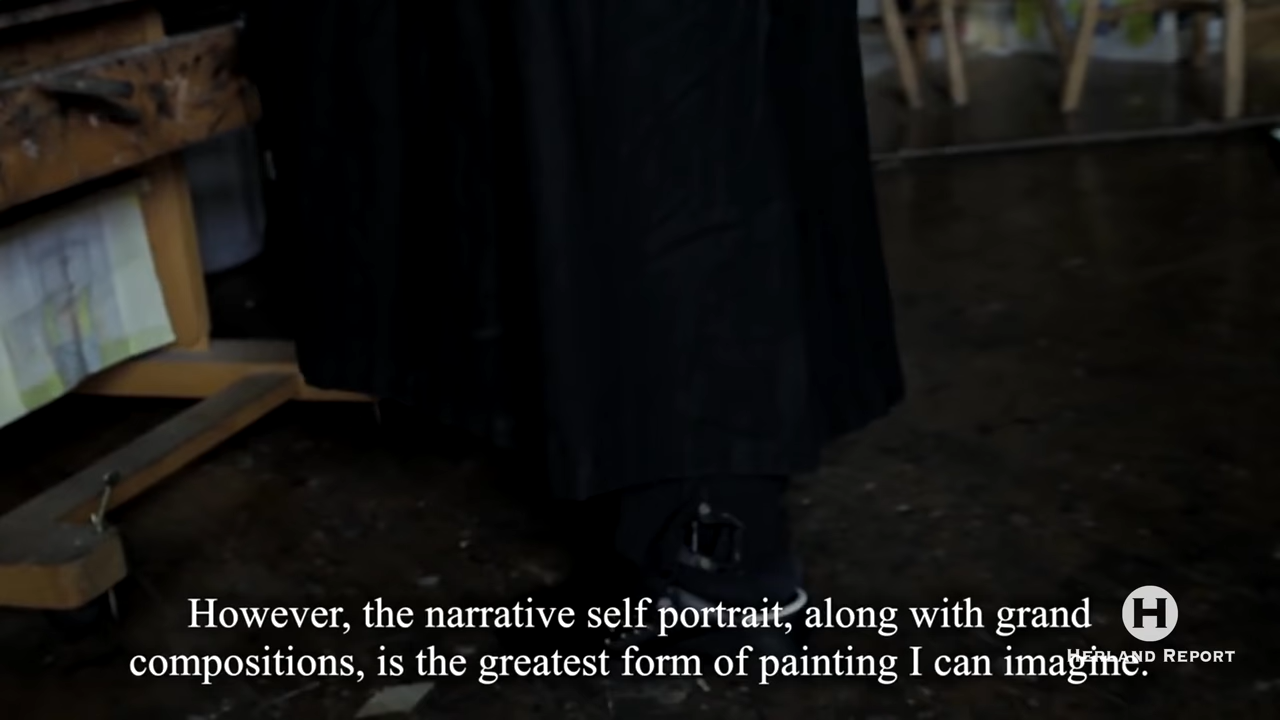 However, the narrative self portrait, along with grand
compositions, is the greatest form of painting I can imagine.
H
HERLAND REPORT